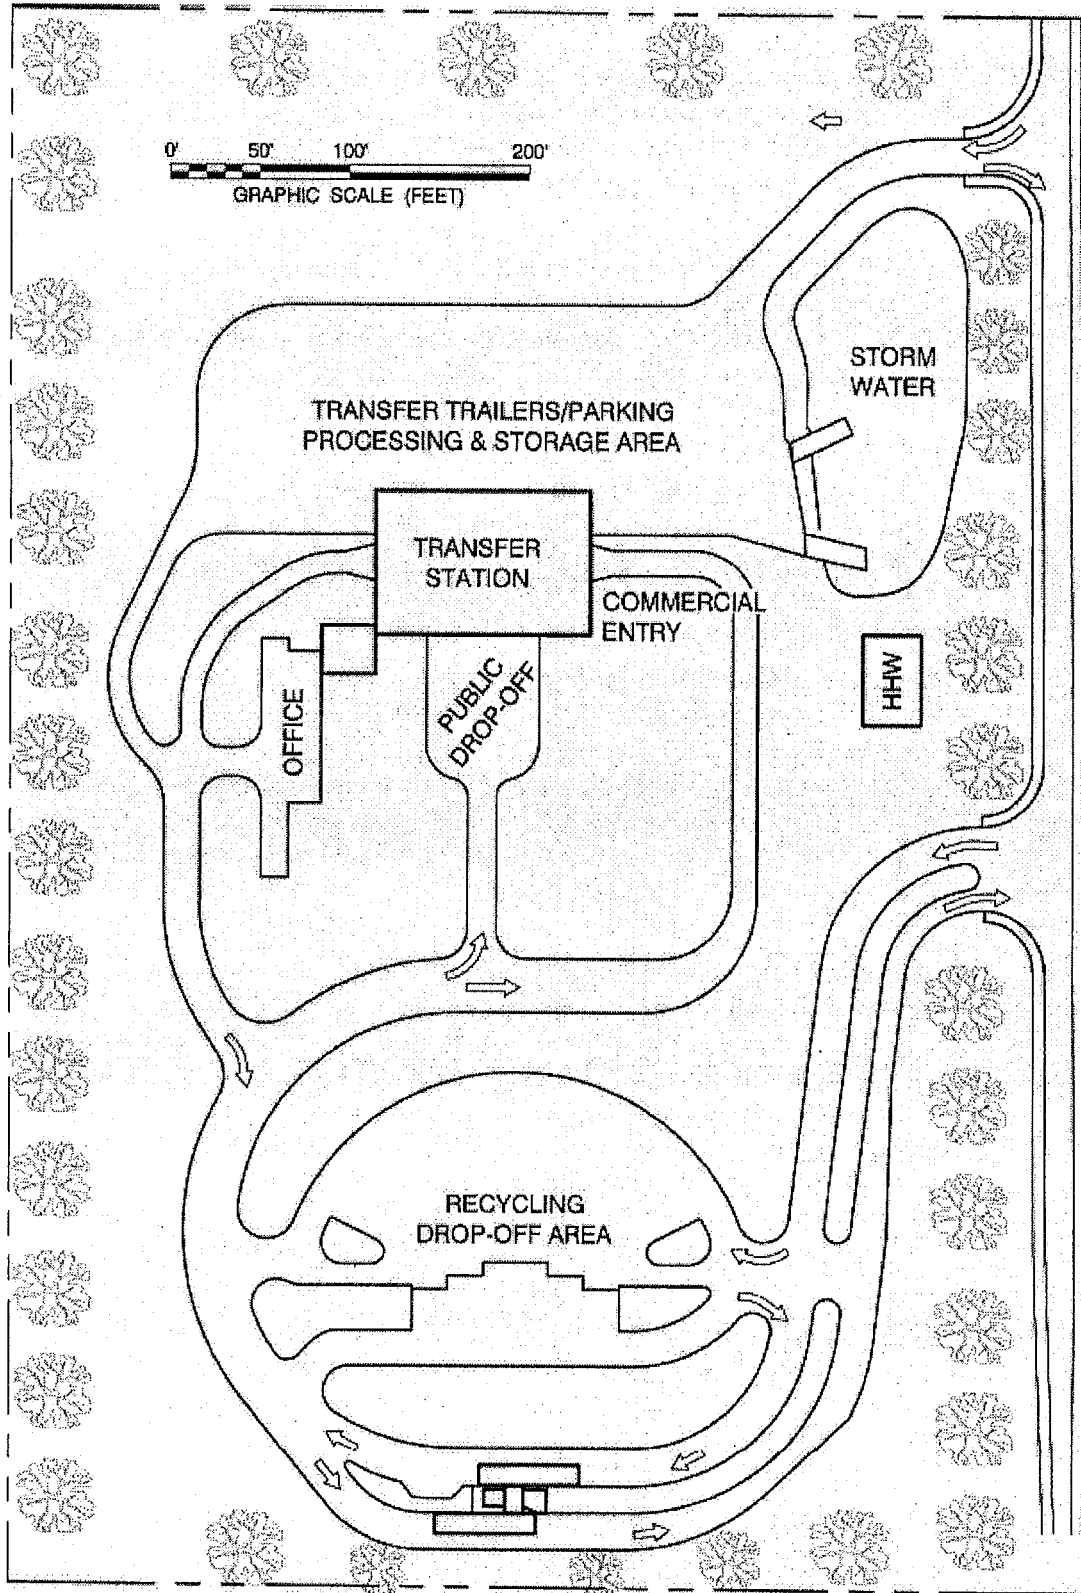 0' 50' 100' 200'
GRAPHIC SCALE (FEET)
STORM
WATER
TRANSFER TRAILERS/PARKING
PROCESSING & STORAGE AREA
TRANSFER
STATION
COMMERCIAL
ENTRY
HHW
PUBLIC
DROP-OFF
OFFICE
RECYCLING
DROP-OFF AREA